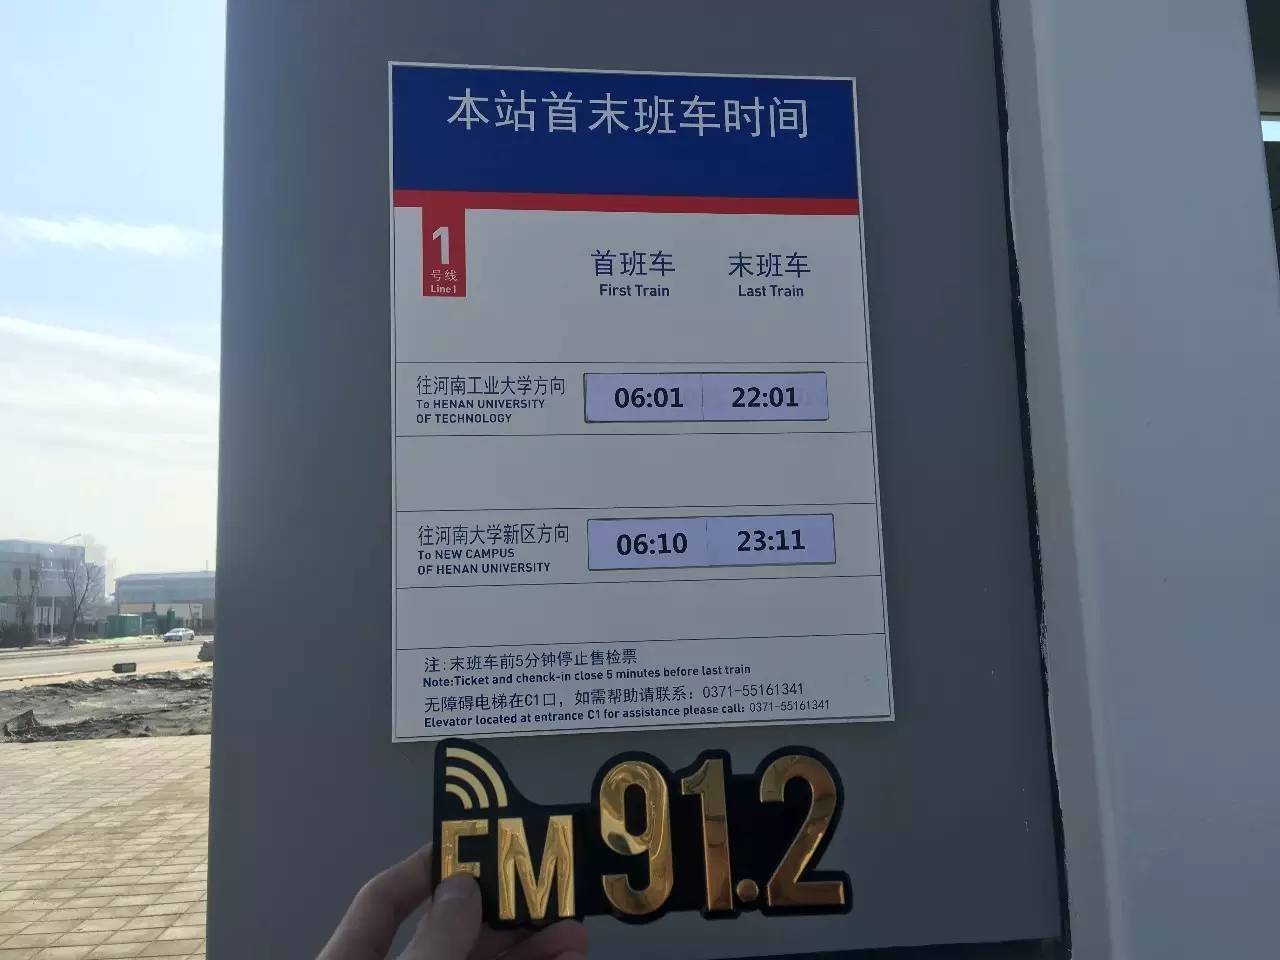 本站首末班车时间
1
号线
Line1
首班车 末班车
First Train Last Train
往河南工业大学方向
To HENAN UNIVERSITY
OF TECHNOLOGY
06:01 22:01
往河南大学新区方向
To NEW CAMPUS
OF HENAN UNIVERSITY
06:10 23:11
注:末班车前5分钟停止售检票
Note:Ticket and chenck-in close 5 minutes before last train
无障碍电梯在C1口，如需帮助请联系：0371-55161341
Elevator located at entrance C1 for assistance please call: 0371-55161341
FM 91.2